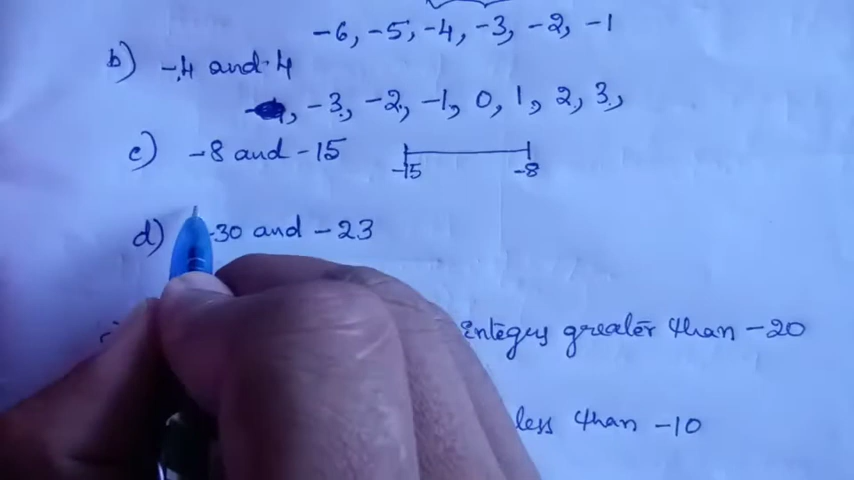 -6, -5, -4, -3, -2, -1
b) -4 and 4
, -3, -2, -1, 0, 1, 2, 3,
c) -8 and -15
-15 -8
d) -30 and -23
integers greater than -20
less than -10